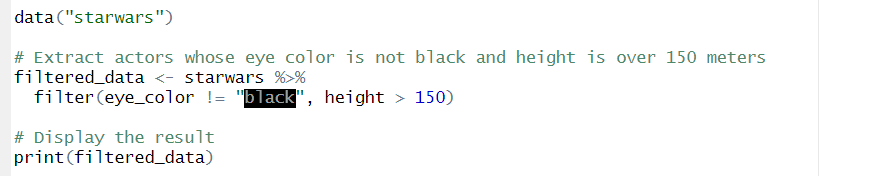 data("starwars")
# Extract actors whose eye color is not black and height is over 150 meters
filtered_data <- starwars %>%
filter(eye_color != "black", height > 150)
# Display the result
print(filtered_data)